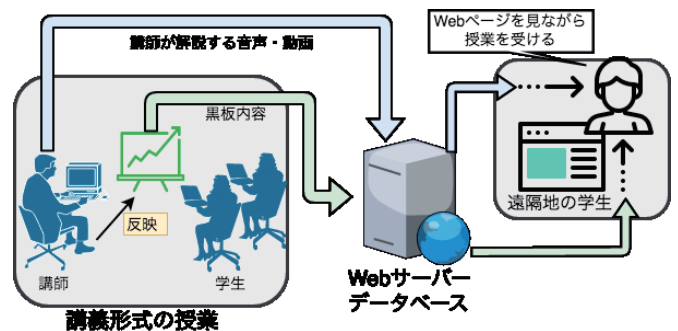 Webページを見ながら
授業を受ける
講師が解説する音声・動画
黒板内容
反映
講師
学生
遠隔地の学生
Webサーバー
データベース
講義形式の授業